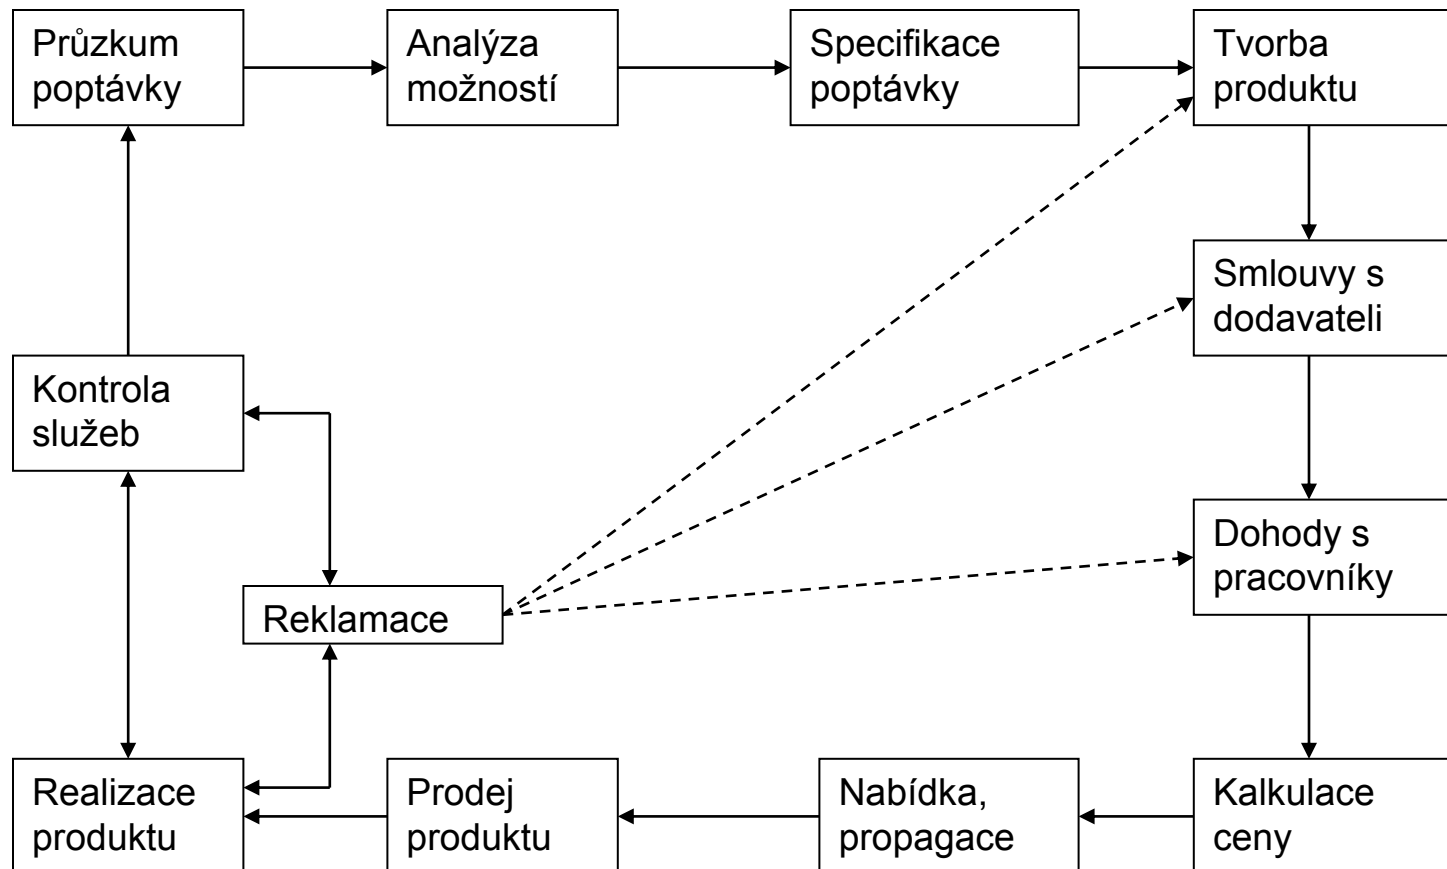 Průzkum
poptávky
Analýza
možností
Specifikace
poptávky
Tvorba
produktu
Smlouvy s
dodavateli
Kontrola
služeb
Dohody s
pracovníky
Reklamace
Realizace
produktu
Prodej
produktu
Nabídka,
propagace
Kalkulace
ceny